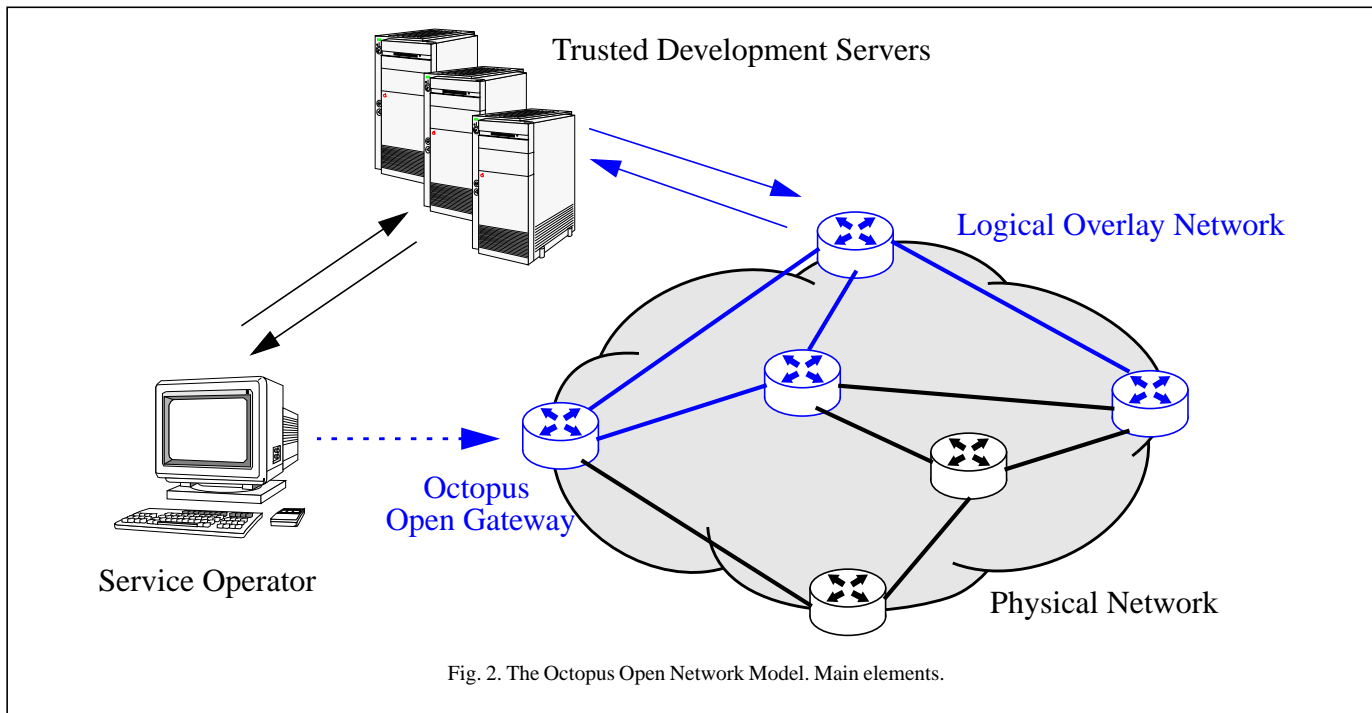 Trusted Development Servers
Logical Overlay Network
Octopus
Open Gateway
Service Operator
Physical Network
Fig. 2. The Octopus Open Network Model. Main elements.